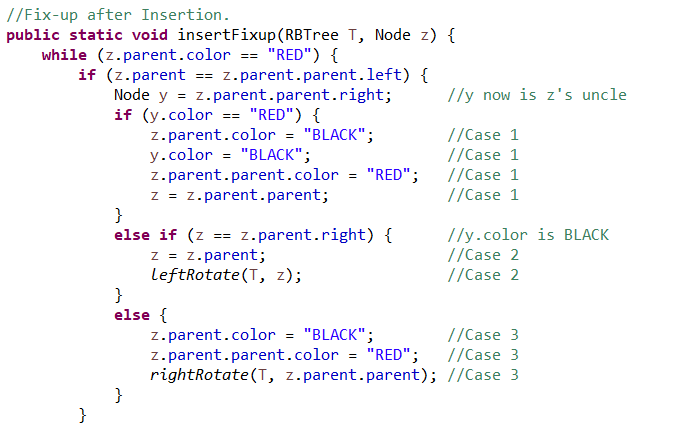 //Fix-up after Insertion.
public static void insertFixup(RBTree T, Node z) {
    while (z.parent.color == "RED") {
        if (z.parent == z.parent.parent.left) {
            Node y = z.parent.parent.right;      //y now is z's uncle
            if (y.color == "RED") {
                z.parent.color = "BLACK";        //Case 1
                y.color = "BLACK";               //Case 1
                z.parent.parent.color = "RED";   //Case 1
                z = z.parent.parent;             //Case 1
            }
            else if (z == z.parent.right) {      //y.color is BLACK
                z = z.parent;                    //Case 2
                leftRotate(T, z);                //Case 2
            }
            else {
                z.parent.color = "BLACK";        //Case 3
                z.parent.parent.color = "RED";   //Case 3
                rightRotate(T, z.parent.parent); //Case 3
            }
        }